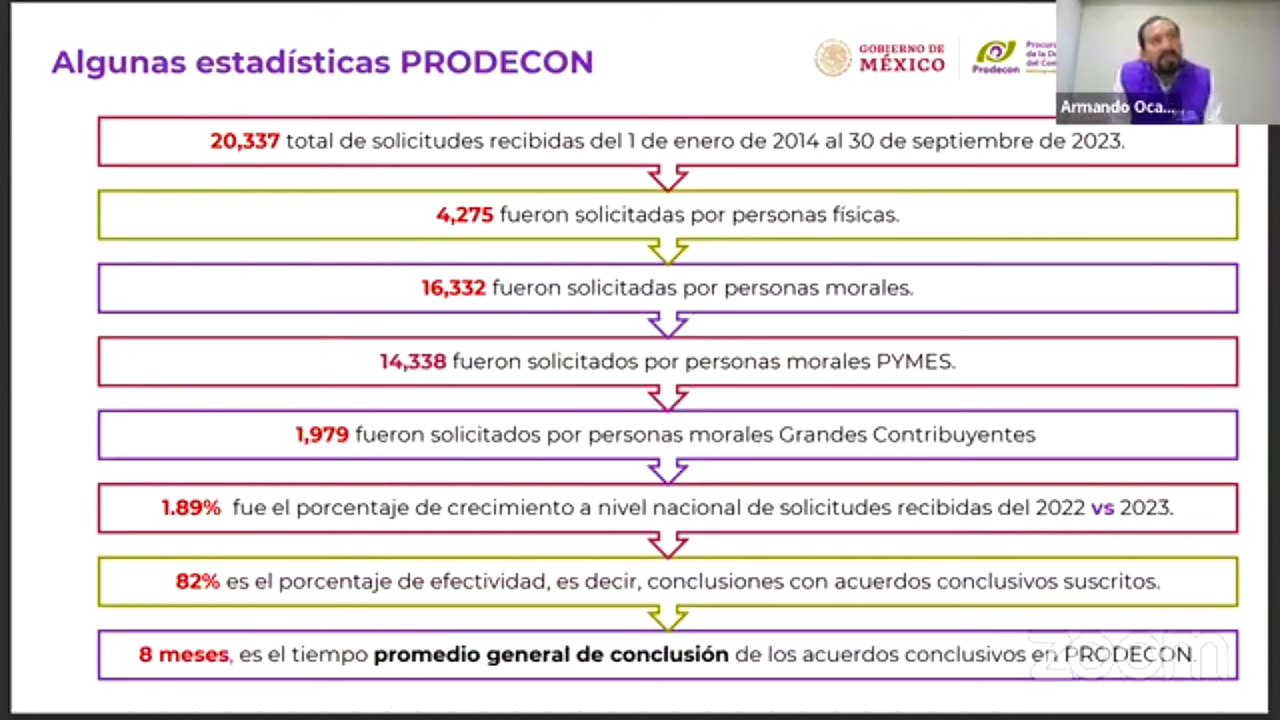 Algunas estadísticas PRODECON
GOBIERNO DE
MÉXICO
Prodecon
de la
del
Armando Oca...
20,337 total de solicitudes recibidas del 1 de enero de 2014 al 30 de septiembre de 2023.
4,275 fueron solicitadas por personas físicas.
16,332 fueron solicitadas por personas morales.
14,338 fueron solicitados por personas morales PYMES.
1,979 fueron solicitados por personas morales Grandes Contribuyentes
1.89% fue el porcentaje de crecimiento a nivel nacional de solicitudes recibidas del 2022 vs 2023.
82% es el porcentaje de efectividad, es decir, conclusiones con acuerdos conclusivos suscritos.
8 meses, es el tiempo promedio general de conclusión de los acuerdos conclusivos en PRODECON.
zoom